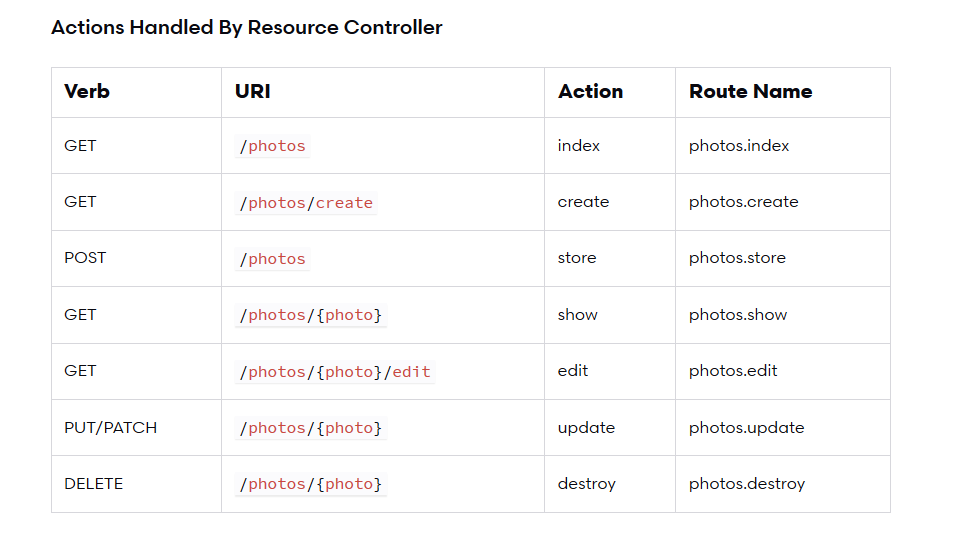 Actions Handled By Resource Controller
Verb URI Action Route Name
GET /photos index photos.index
GET /photos/create create photos.create
POST /photos store photos.store
GET /photos/{photo} show photos.show
GET /photos/{photo}/edit edit photos.edit
PUT/PATCH /photos/{photo} update photos.update
DELETE /photos/{photo} destroy photos.destroy